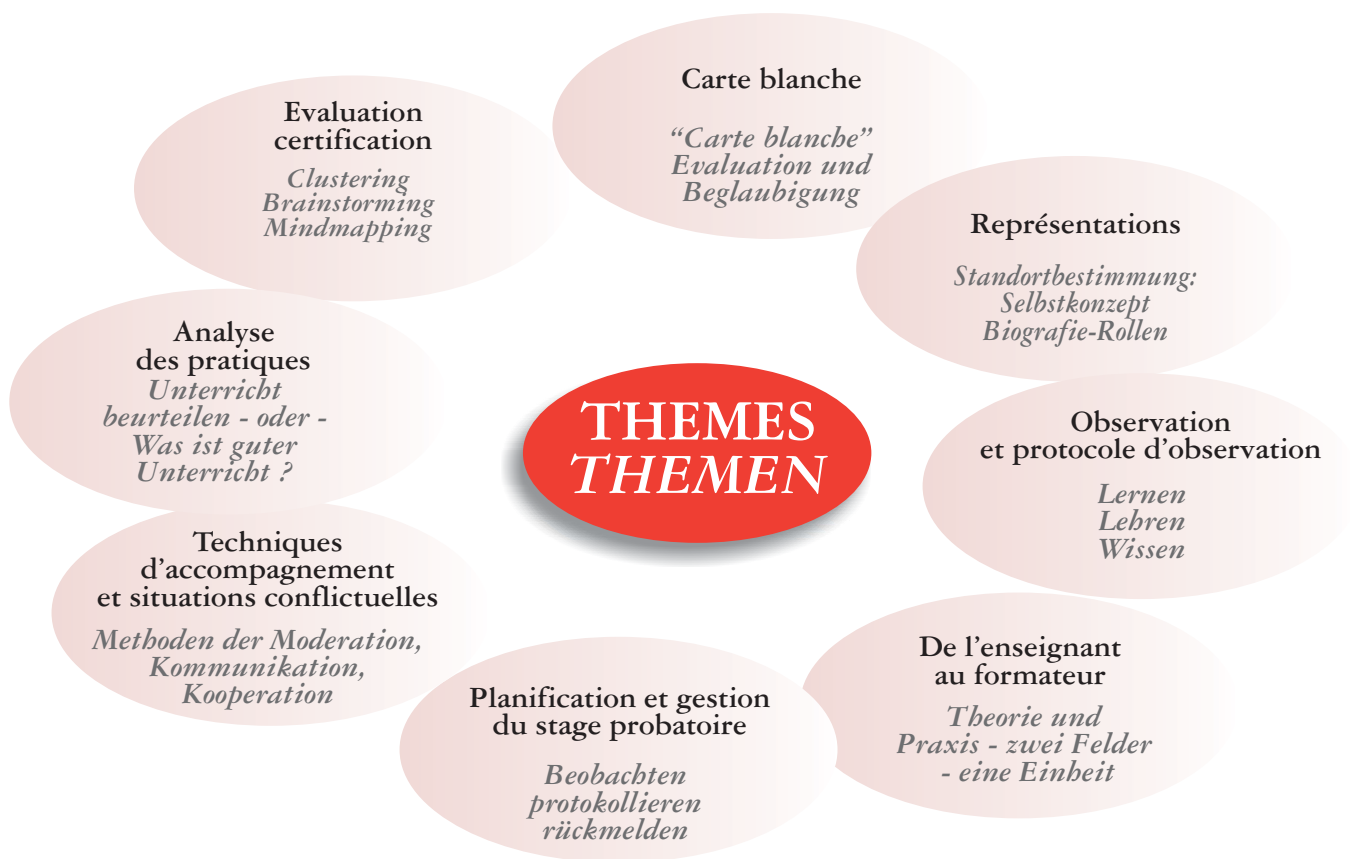 Carte blanche
“Carte blanche”
Evaluation und
Beglaubigung
Evaluation
certification
Clustering
Brainstorming
Mindmapping
Représentations
Standortbestimmung:
Selbstkonzept
Biografie-Rollen
Analyse
des pratiques
Unterricht
beurteilen - oder -
Was ist guter
Unterricht ?
THEMES
THEMEN
Observation
et protocole d’observation
Lernen
Lehren
Wissen
Techniques
d’accompagnement
et situations conflictuelles
Methoden der Moderation,
Kommunikation,
Kooperation
De l’enseignant
au formateur
Theorie und
Praxis - zwei Felder
- eine Einheit
Planification et gestion
du stage probatoire
Beobachten
protokollieren
rückmelden